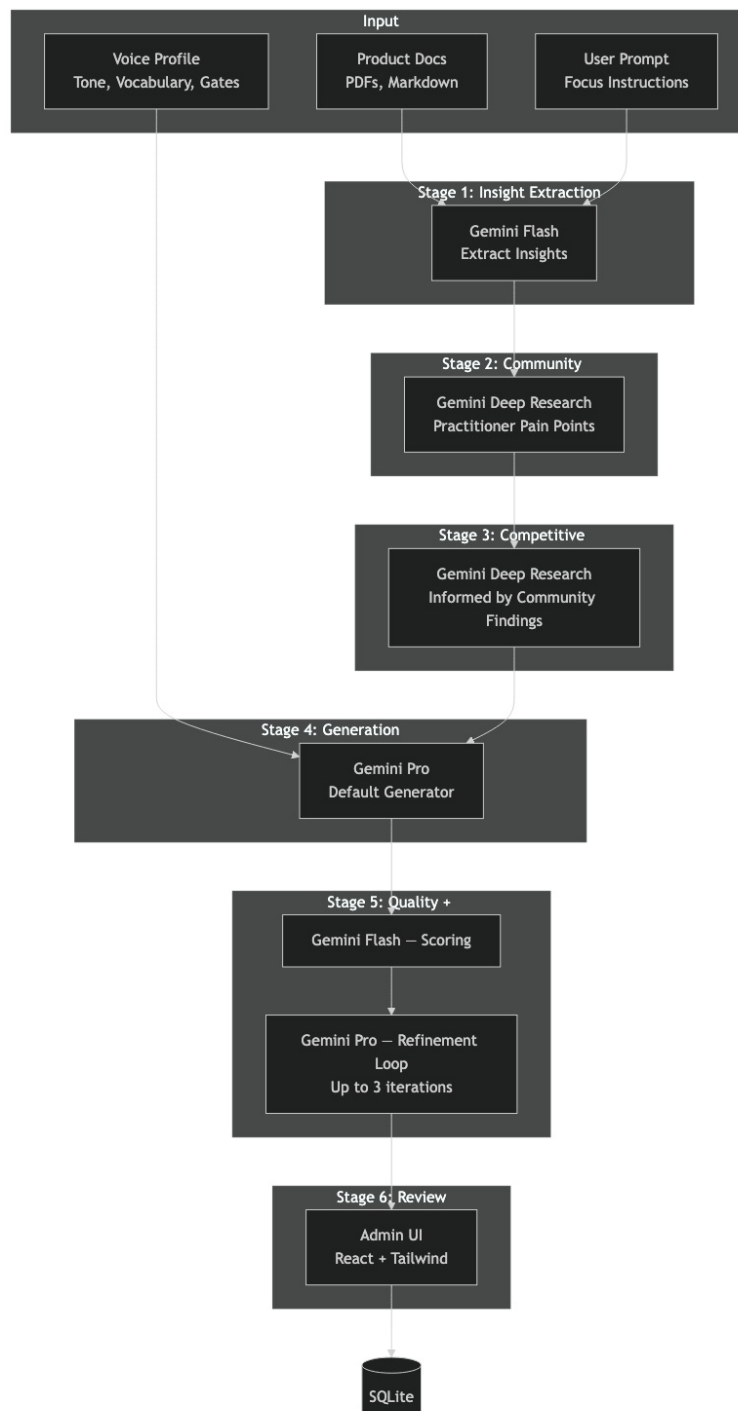 Input
Voice Profile
Tone, Vocabulary, Gates
Product Docs
PDFs, Markdown
User Prompt
Focus Instructions
Stage 1: Insight Extraction
Gemini Flash
Extract Insights
Stage 2: Community
Gemini Deep Research
Practitioner Pain Points
Stage 3: Competitive
Gemini Deep Research
Informed by Community
Findings
Stage 4: Generation
Gemini Pro
Default Generator
Stage 5: Quality +
Gemini Flash — Scoring
Gemini Pro — Refinement
Loop
Up to 3 iterations
Stage 6: Review
Admin UI
React + Tailwind
SQLite